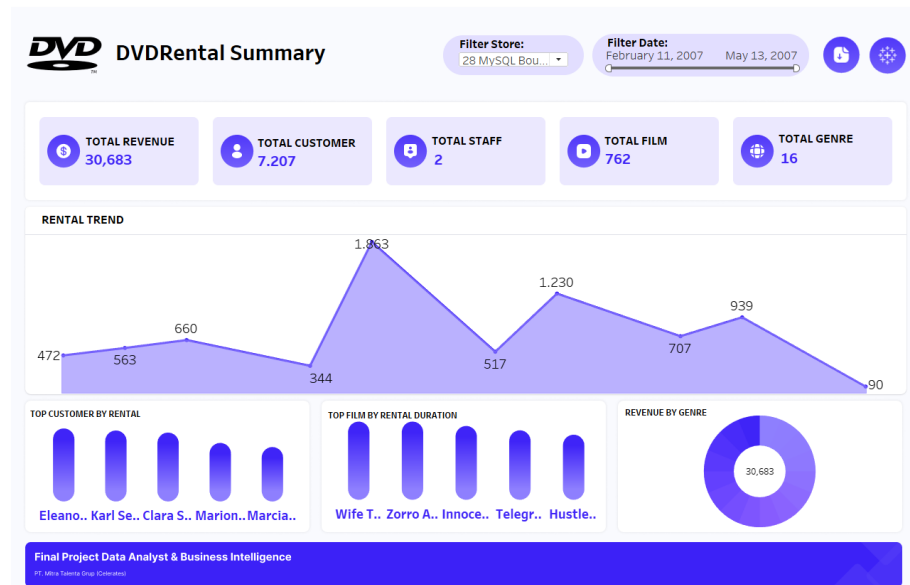 DVD
TM
DVDRental Summary
Filter Store:
28 MySQL Bou...
Filter Date:
February 11, 2007 May 13, 2007
TOTAL REVENUE
30,683
TOTAL CUSTOMER
7.207
TOTAL STAFF
2
TOTAL FILM
762
TOTAL GENRE
16
RENTAL TREND
472
563
660
344
1.863
517
1.230
707
939
90
TOP CUSTOMER BY RENTAL
Eleano.. Karl Se.. Clara S.. Marion.. Marcia..
TOP FILM BY RENTAL DURATION
Wife T.. Zorro A.. Innoce.. Telegr.. Hustle..
REVENUE BY GENRE
30,683
Final Project Data Analyst & Business Intelligence
PT. Mitra Talenta Grup (Celerates)